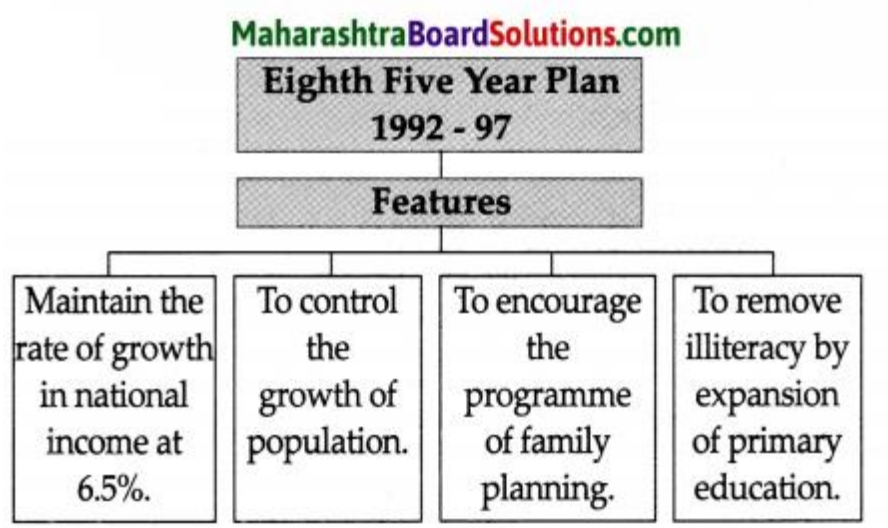 MaharashtraBoardSolutions.com
Eighth Five Year Plan
1992 - 97
Features
Maintain the
rate of growth
in national
income at
6.5%.
To control
the
growth of
population.
To encourage
the
programme
of family
planning.
To remove
illiteracy by
expansion
of primary
education.